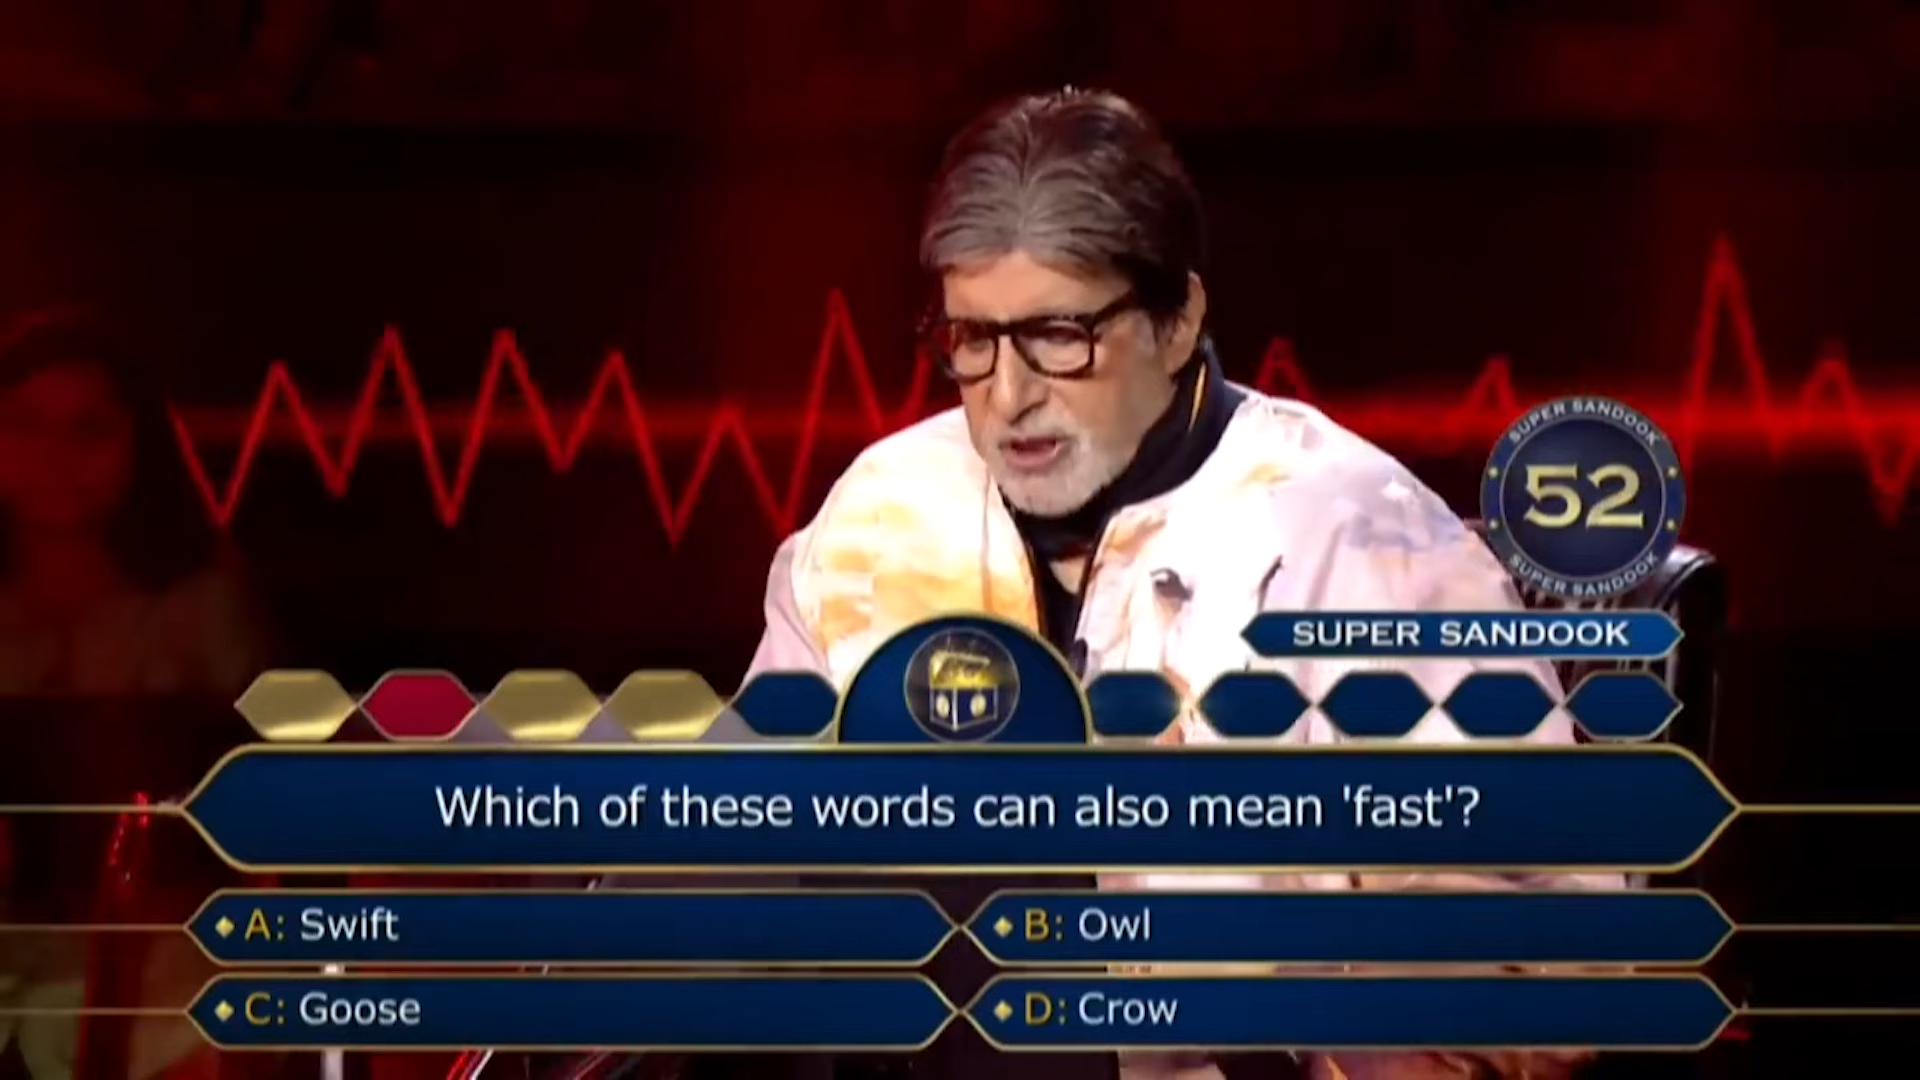 SUPER SANDOOK
52
SUPER SANDOOK
SUPER SANDOOK
Which of these words can also mean 'fast'?
A: Swift
B: Owl
C: Goose
D: Crow